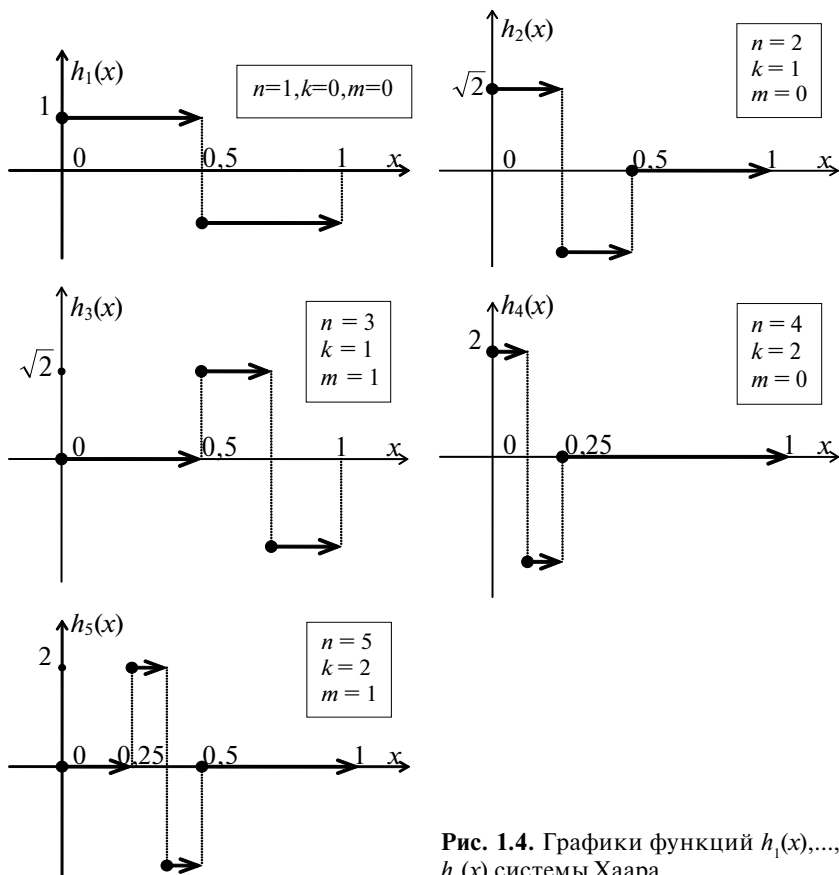 h₁(x)
n=1,k=0,m=0
1
0 0,5 1 x
h₂(x)
n = 2
k = 1
m = 0
√2
0 0,5 1 x
h₃(x)
n = 3
k = 1
m = 1
√2
0 0,5 1 x
h₄(x)
n = 4
k = 2
m = 0
2
0 0,25 1 x
h₅(x)
n = 5
k = 2
m = 1
2
0 0,25 0,5 1 x
Рис. 1.4. Графики функций h₁(x),...,
(x) системы Хаара